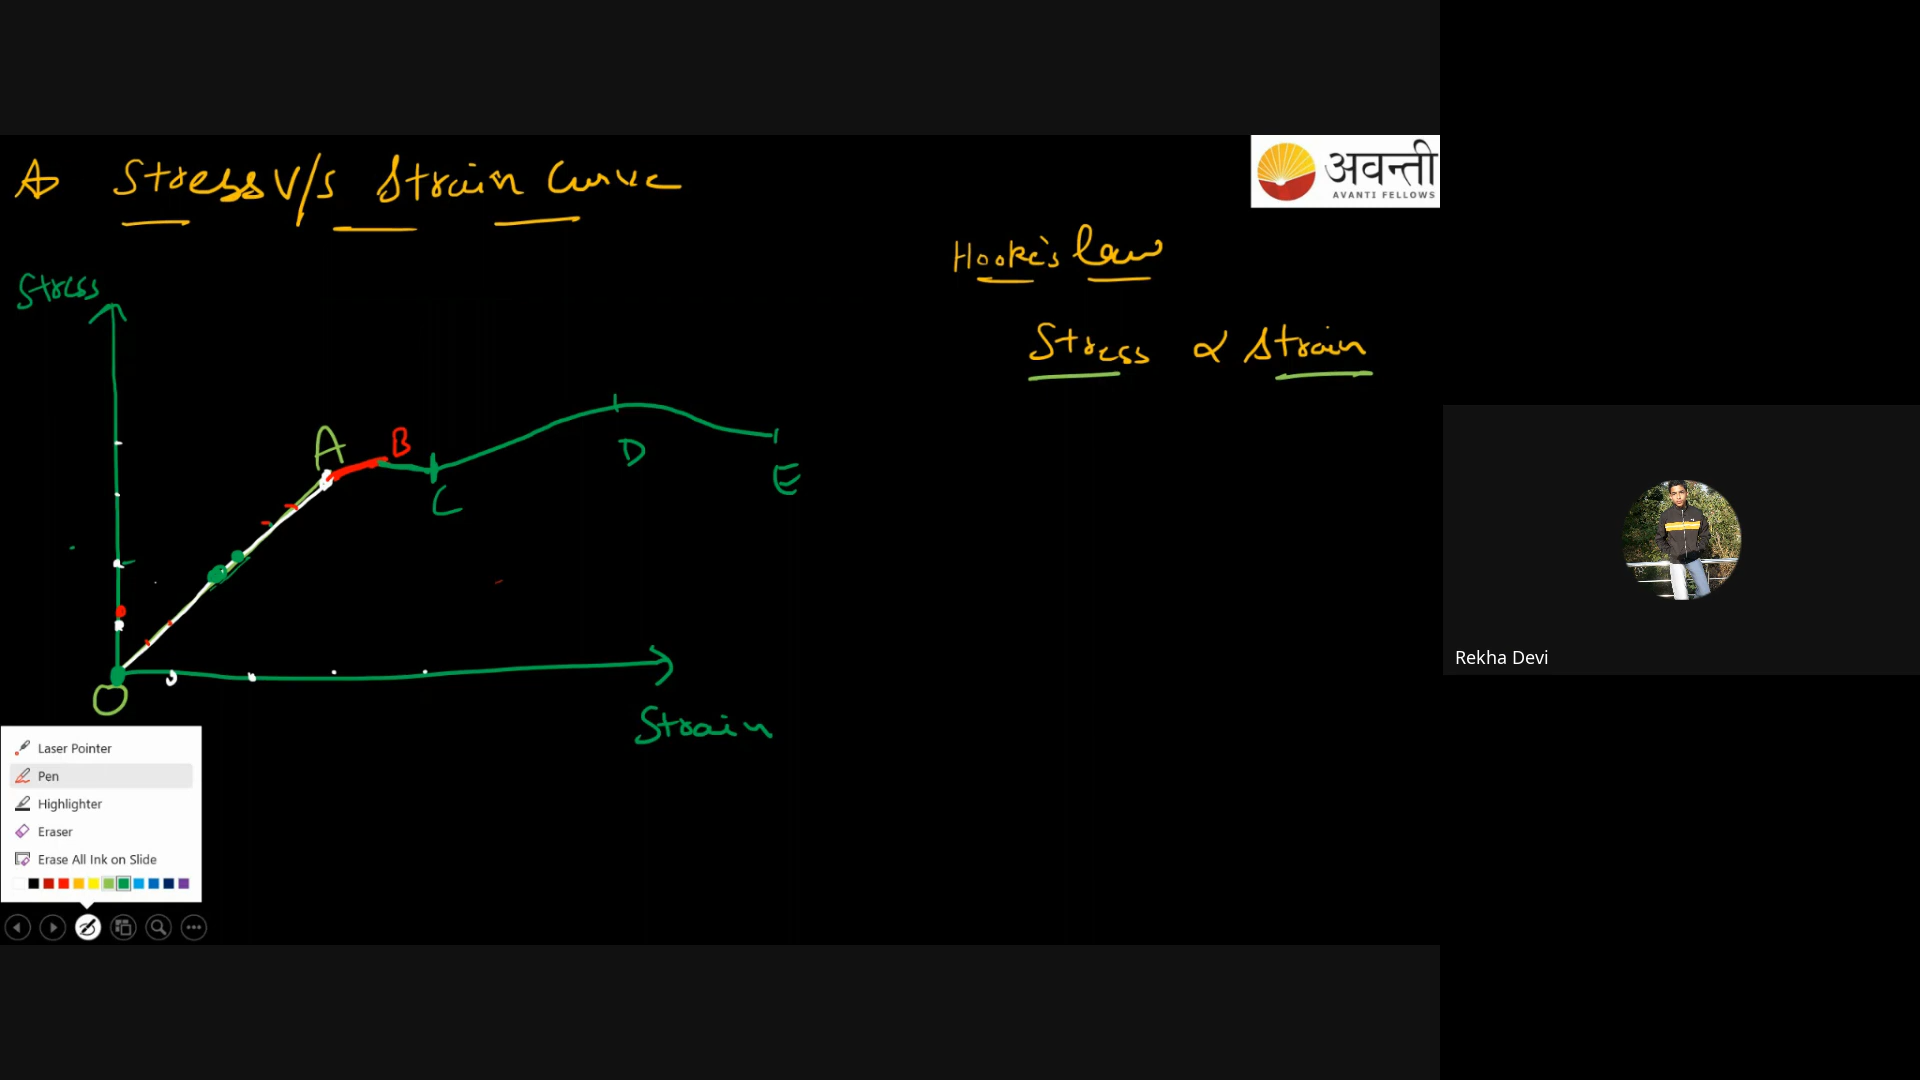 Stress v/s Strain Curve
अवन्ती
AVANTI FELLOWS
Hooke's law
Stress ∝ Strain
Stress
A
B
C
D
E
O
Strain
Laser Pointer
Pen
Highlighter
Eraser
Erase All Ink on Slide
Rekha Devi